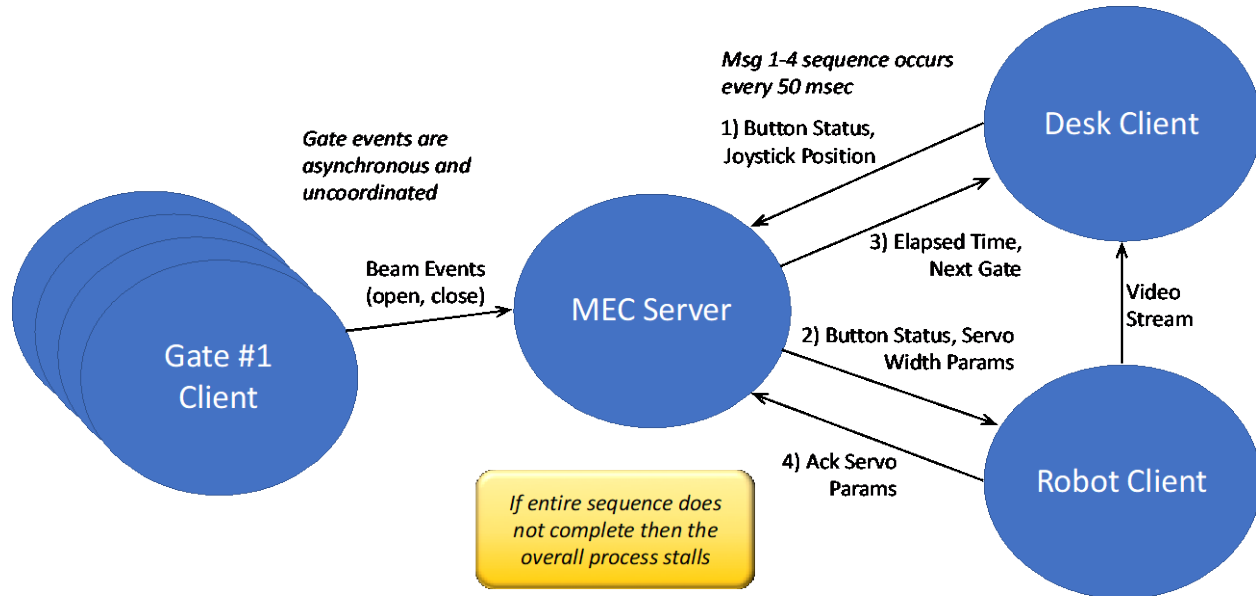 Msg 1-4 sequence occurs
every 50 msec
Desk Client
1) Button Status,
Joystick Position
Gate events are
asynchronous and
uncoordinated
3) Elapsed Time,
Next Gate
Beam Events
(open, close)
MEC Server
Video
Stream
2) Button Status, Servo
Width Params
Gate #1
Client
4) Ack Servo
Params
Robot Client
If entire sequence does
not complete then the
overall process stalls